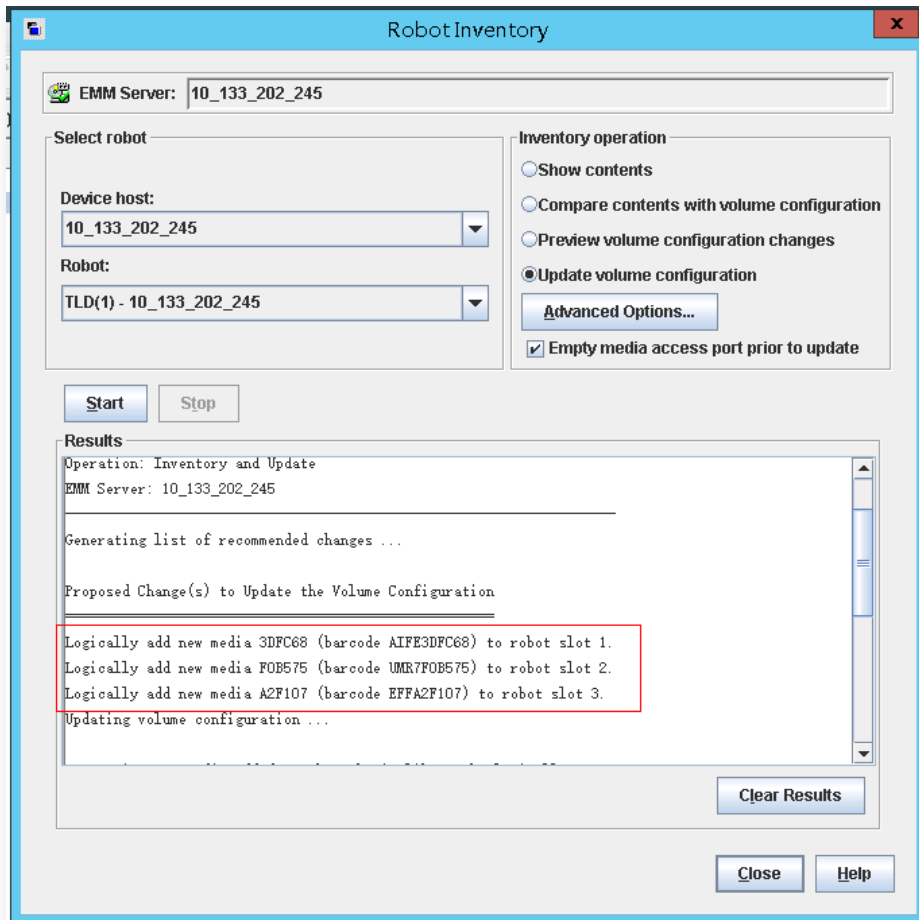 Robot Inventory
x
EMM Server: 10_133_202_245
Select robot
Device host:
10_133_202_245
Robot:
TLD(1) - 10_133_202_245
Inventory operation
Show contents
Compare contents with volume configuration
Preview volume configuration changes
Update volume configuration
Advanced Options...
Empty media access port prior to update
Start
Stop
Results
Operation: Inventory and Update
EMM Server: 10_133_202_245
Generating list of recommended changes ...
Proposed Change(s) to Update the Volume Configuration
Logically add new media 3DFC68 (barcode AIFE3DFC68) to robot slot 1.
Logically add new media F0B575 (barcode UMR7F0B575) to robot slot 2.
Logically add new media A2F107 (barcode EFFA2F107) to robot slot 3.
Updating volume configuration ...
Clear Results
Close
Help